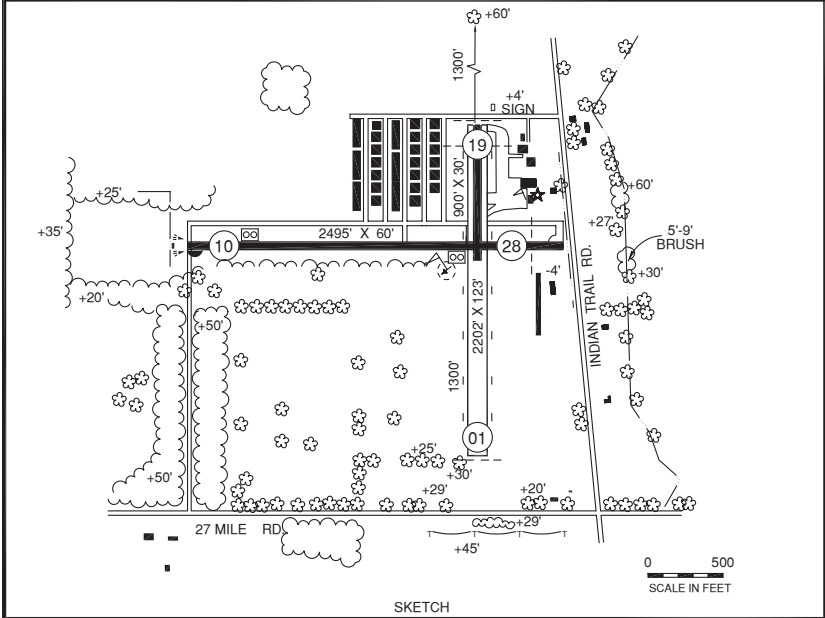 +60'
1300'
+4'
SIGN
19
900' X 30'
+25'
+60'
+35'
+27'
5'-9'
BRUSH
2495' X 60'
10
28
+30'
-4'
+20'
+50'
2202' X 123'
INDIAN TRAIL RD.
1300'
01
+25'
+50'
+30'
+29'
+20'
27 MILE RD
+29'
+45'
0 500
SCALE IN FEET
SKETCH